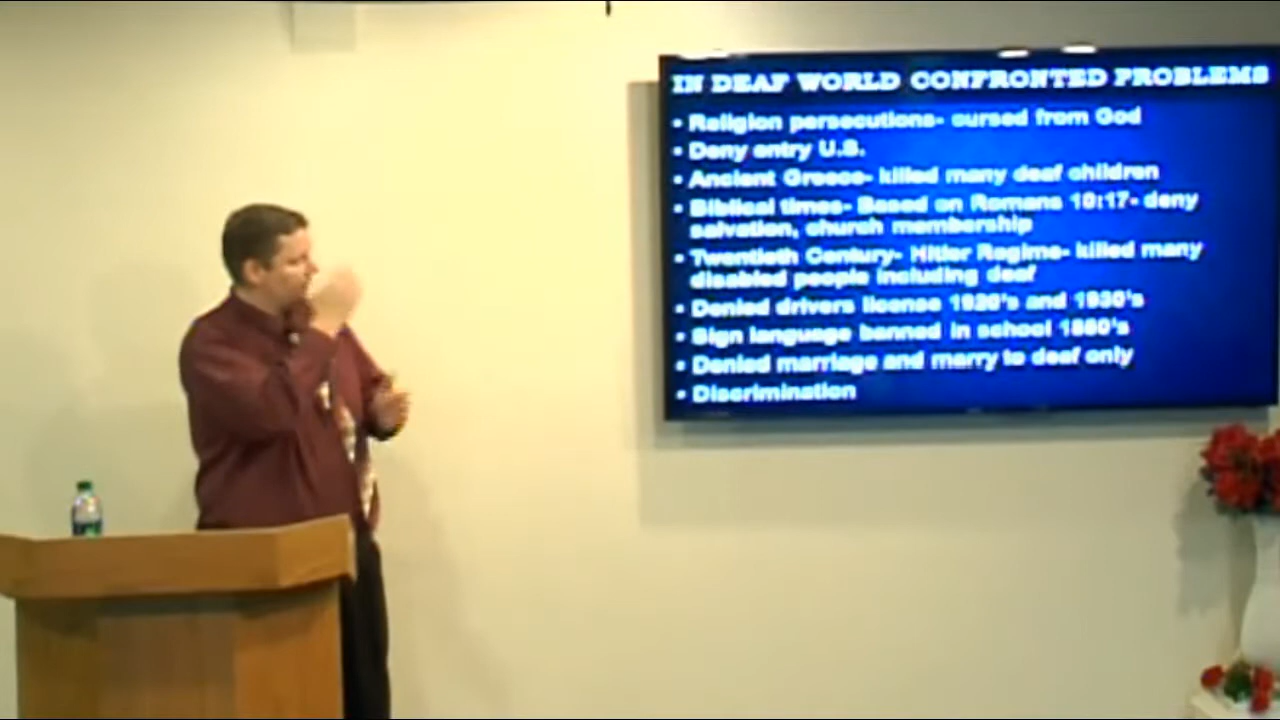 IN DEAF WORLD CONFRONTED PROBLEMS
• Religion persecutions- cursed from God
• Deny entry U.S.
• Ancient Greece- killed many deaf children
• Biblical times- Based on Romans 10:17- deny
salvation, church membership
• Twentieth Century- Hitler Regime- killed many
disabled people including deaf
• Denied drivers license 1920's and 1930's
• Sign language banned in school 1880's
• Denied marriage and marry to deaf only
• Discrimination